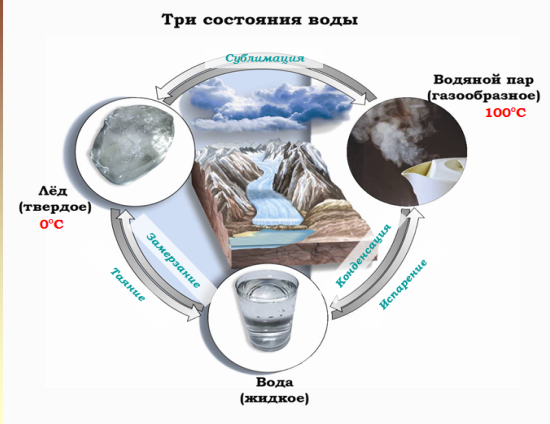 Три состояния воды
Сублимация
Водяной пар
(газообразное)
100°C
Лёд
(твердое)
0°C
Замерзание
Таяние
Конденсация
Испарение
Вода
(жидкое)